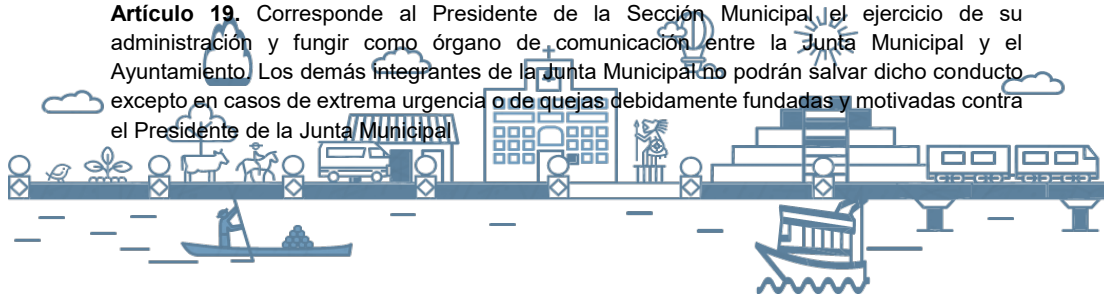 Artículo 19. Corresponde al Presidente de la Sección Municipal el ejercicio de su
administración y fungir como órgano de comunicación entre la Junta Municipal y el
Ayuntamiento. Los demás integrantes de la Junta Municipal no podrán salvar dicho conducto
excepto en casos de extrema urgencia o de quejas debidamente fundadas y motivadas contra
el Presidente de la Junta Municipal